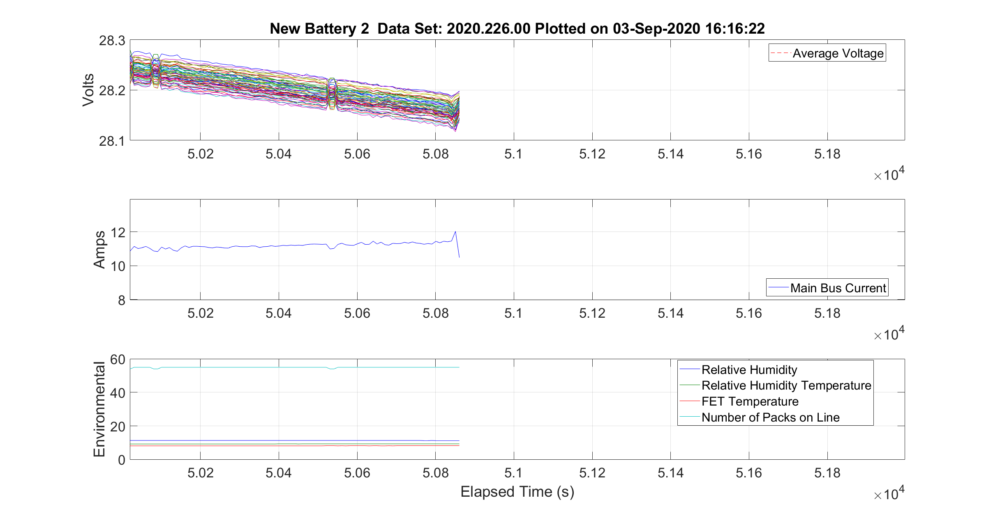 New Battery 2  Data Set: 2020.226.00 Plotted on 03-Sep-2020 16:16:22
28.3
28.2
28.1
Volts
Average Voltage
5.02 5.04 5.06 5.08 5.1 5.12 5.14 5.16 5.18
×10^4
12
10
8
Amps
Main Bus Current
5.02 5.04 5.06 5.08 5.1 5.12 5.14 5.16 5.18
×10^4
60
40
20
0
Environmental
Relative Humidity
Relative Humidity Temperature
FET Temperature
Number of Packs on Line
5.02 5.04 5.06 5.08 5.1 5.12 5.14 5.16 5.18
Elapsed Time (s)
×10^4